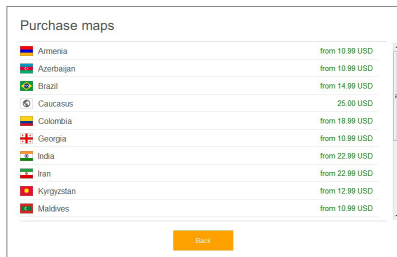 Purchase maps
Armenia from 10.99 USD
Azerbaijan from 10.99 USD
Brazil from 14.99 USD
Caucasus 25.00 USD
Colombia from 18.99 USD
Georgia from 10.99 USD
India from 22.99 USD
Iran from 22.99 USD
Kyrgyzstan from 12.99 USD
Maldives from 10.99 USD
Back